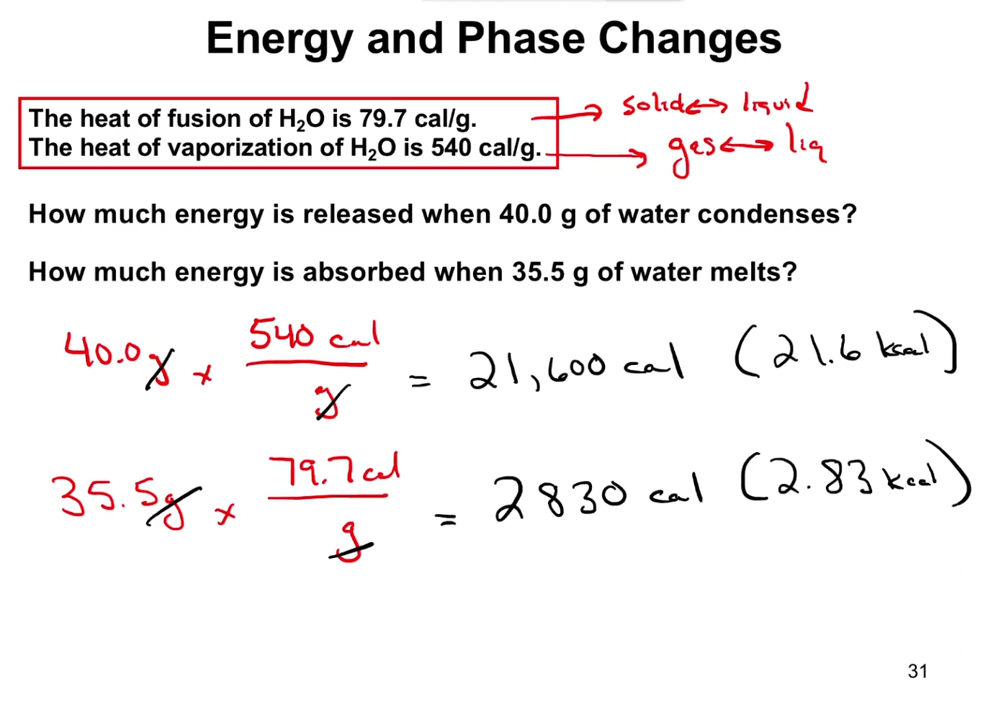 Energy and Phase Changes
The heat of fusion of H₂O is 79.7 cal/g. → solid ↔ liquid
The heat of vaporization of H₂O is 540 cal/g. → gas ↔ liq
How much energy is released when 40.0 g of water condenses?
How much energy is absorbed when 35.5 g of water melts?
40.0 g × 540 cal / g = 21,600 cal (21.6 kcal)
35.5 g × 79.7 cal / g = 2830 cal (2.83 kcal)
31